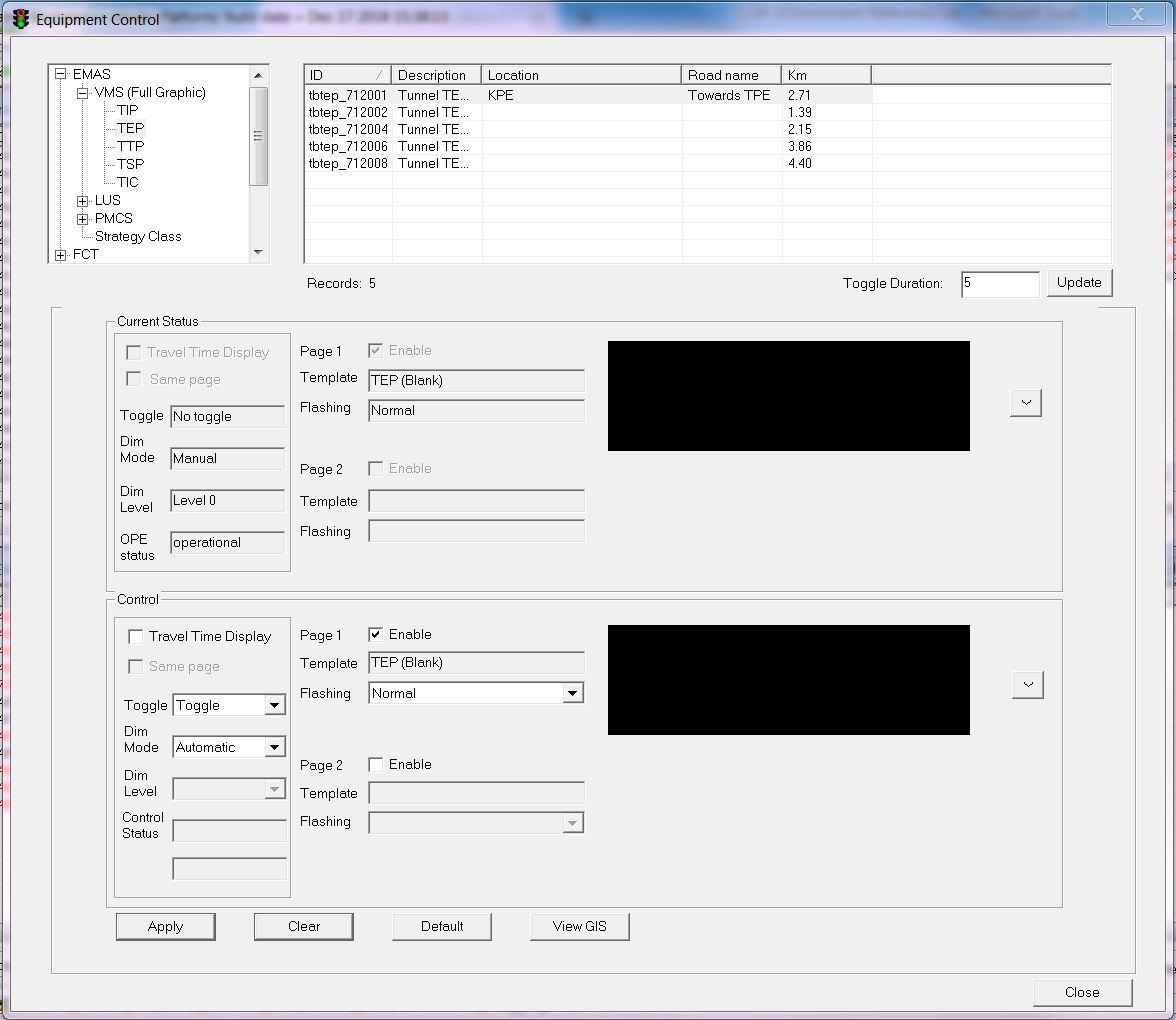 Equipment Control
EMAS
VMS (Full Graphic)
TIP
TEP
TTP
TSP
TIC
LUS
PMCS
Strategy Class
FCT
ID Description Location Road name Km
tbtep_712001 Tunnel TE... KPE Towards TPE 2.71
tbtep_712002 Tunnel TE... 1.39
tbtep_712004 Tunnel TE... 2.15
tbtep_712006 Tunnel TE... 3.86
tbtep_712008 Tunnel TE... 4.40
Records: 5
Toggle Duration: 5 Update
Current Status
Travel Time Display
Same page
Toggle No toggle
Dim
Mode Manual
Dim
Level Level 0
OPE
status operational
Page 1 Enable
Template TEP (Blank)
Flashing Normal
Page 2 Enable
Template
Flashing
Control
Travel Time Display
Same page
Toggle Toggle
Dim
Mode Automatic
Dim
Level
Control
Status
Page 1 Enable
Template TEP (Blank)
Flashing Normal
Page 2 Enable
Template
Flashing
Apply Clear Default View GIS
Close